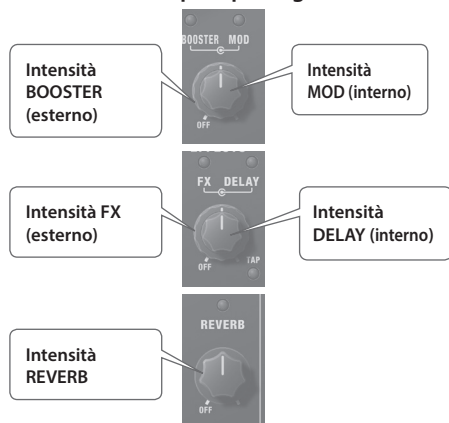 BOOSTER MOD
Intensità
BOOSTER
(esterno)
Intensità
MOD (interno)
OFF
FX DELAY
Intensità FX
(esterno)
Intensità
DELAY (interno)
OFF
TAP
REVERB
Intensità
REVERB
OFF